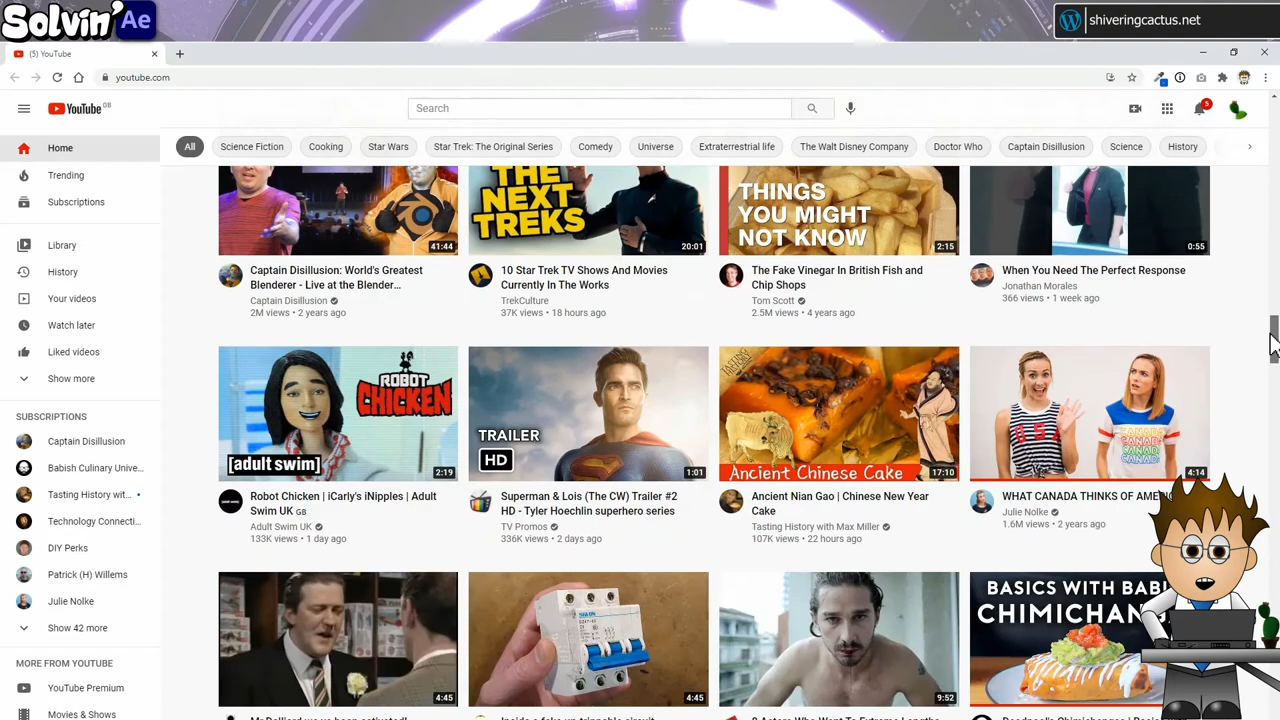 Solvin' Ae
shiveringcactus.net
(5) YouTube
youtube.com
YouTube GB
Search
5
Home
Trending
Subscriptions
Library
History
Your videos
Watch later
Liked videos
Show more
SUBSCRIPTIONS
Captain Disillusion
Babish Culinary Unive...
Tasting History wit...
Technology Connecti...
DIY Perks
Patrick (H) Willems
Julie Nolke
Show 42 more
MORE FROM YOUTUBE
YouTube Premium
Movies & Shows
All Science Fiction Cooking Star Wars Star Trek: The Original Series Comedy Universe Extraterrestrial life The Walt Disney Company Doctor Who Captain Disillusion Science History
41:44
THE
NEXT
TREKS
20:01
THINGS
YOU MIGHT
NOT KNOW
2:15
0:55
Captain Disillusion: World's Greatest
Blenderer - Live at the Blender...
Captain Disillusion
2M views • 2 years ago
10 Star Trek TV Shows And Movies
Currently In The Works
TrekCulture
37K views • 18 hours ago
The Fake Vinegar In British Fish and
Chip Shops
Tom Scott
2.5M views • 4 years ago
When You Need The Perfect Response
Jonathan Morales
366 views • 1 week ago
ROBOT
CHICKEN
[adult swim]
2:19
TRAILER
HD
1:01
TASTING
HISTORY
Ancient Chinese Cake
17:10
USA
CANADA
CANADA
CANADA
4:14
Robot Chicken | iCarly's iNipples | Adult
Swim UK GB
Adult Swim UK
133K views • 1 day ago
Superman & Lois (The CW) Trailer #2
HD - Tyler Hoechlin superhero series
TV Promos
336K views • 2 days ago
Ancient Nian Gao | Chinese New Year
Cake
Tasting History with Max Miller
107K views • 22 hours ago
WHAT CANADA THINKS OF AME
Julie Nolke
1.6M views • 2 years ago
4:45
4:45
9:52
BASICS WITH BAB
CHIMICHAN